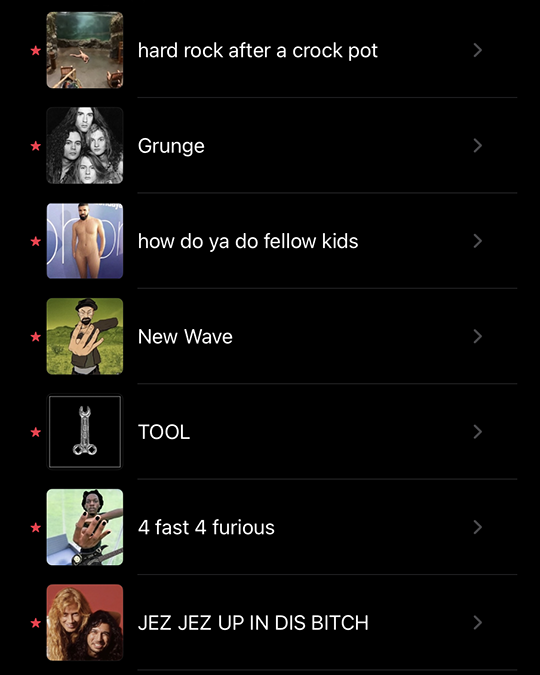 hard rock after a crock pot
Grunge
how do ya do fellow kids
New Wave
TOOL
4 fast 4 furious
JEZ JEZ UP IN DIS BITCH